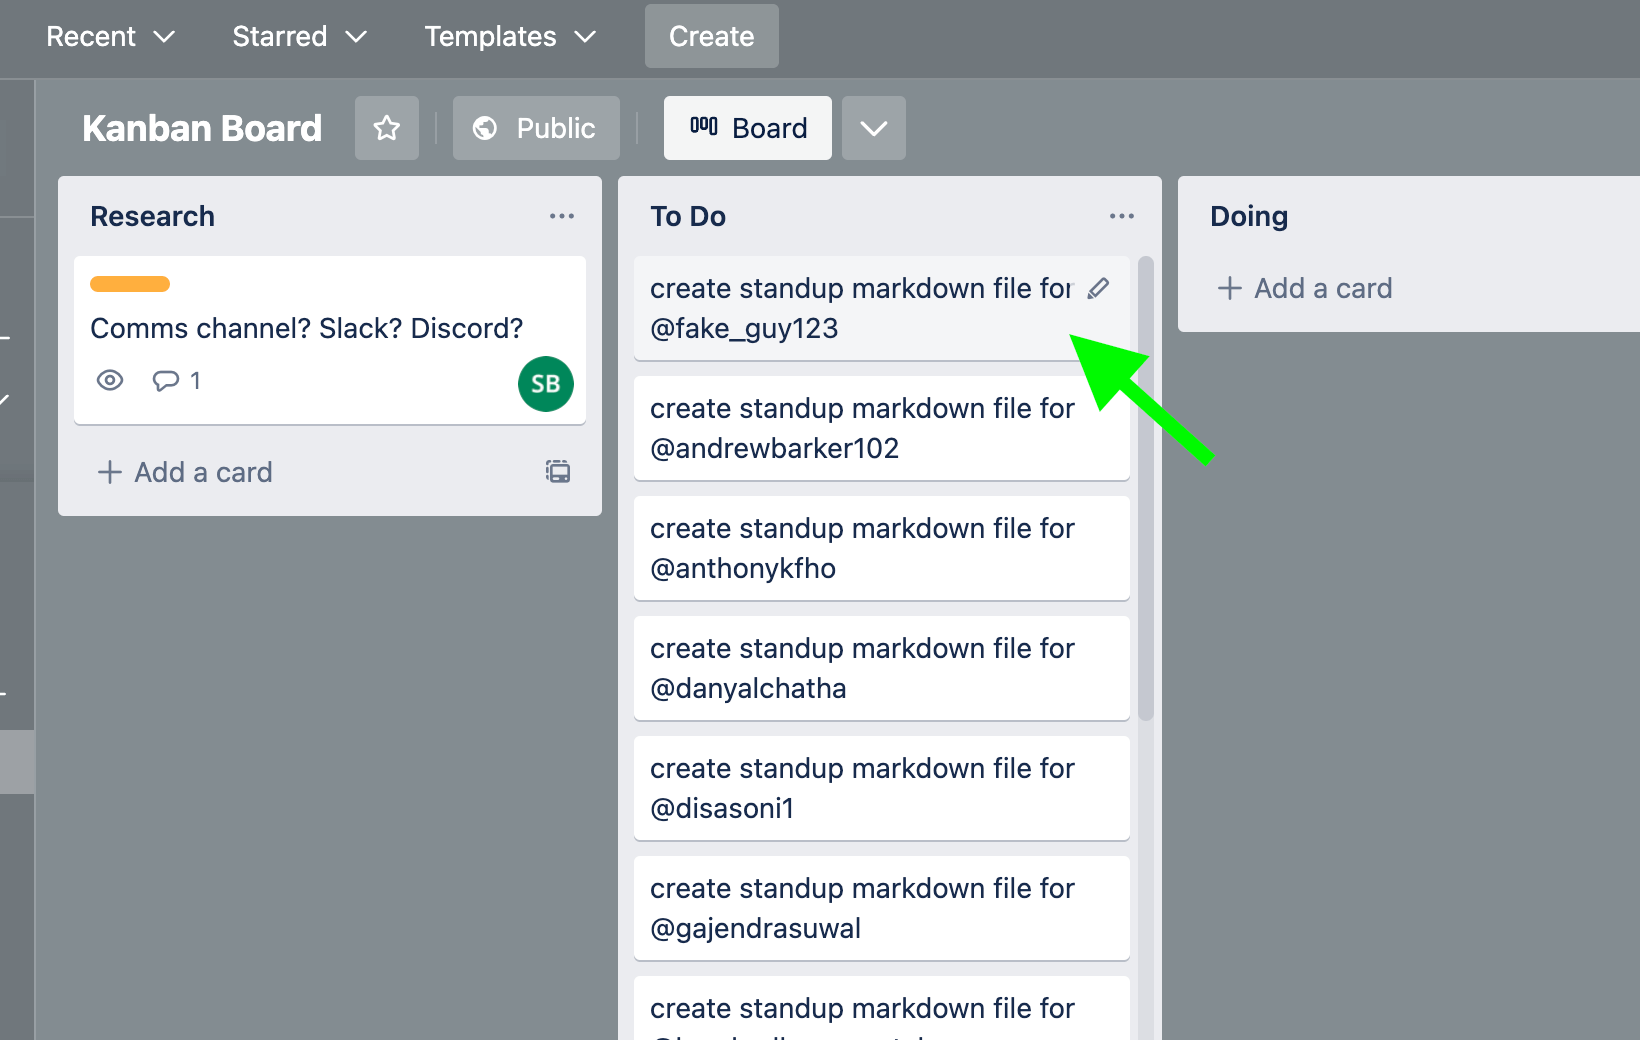 Recent
Starred
Templates
Create
Kanban Board
Public
Board
Research
Comms channel? Slack? Discord?
1
SB
+ Add a card
To Do
create standup markdown file for
@fake_guy123
create standup markdown file for
@andrewbarker102
create standup markdown file for
@anthonykfho
create standup markdown file for
@danyalchatha
create standup markdown file for
@disasoni1
create standup markdown file for
@gajendrasuwal
create standup markdown file for
Doing
+ Add a card